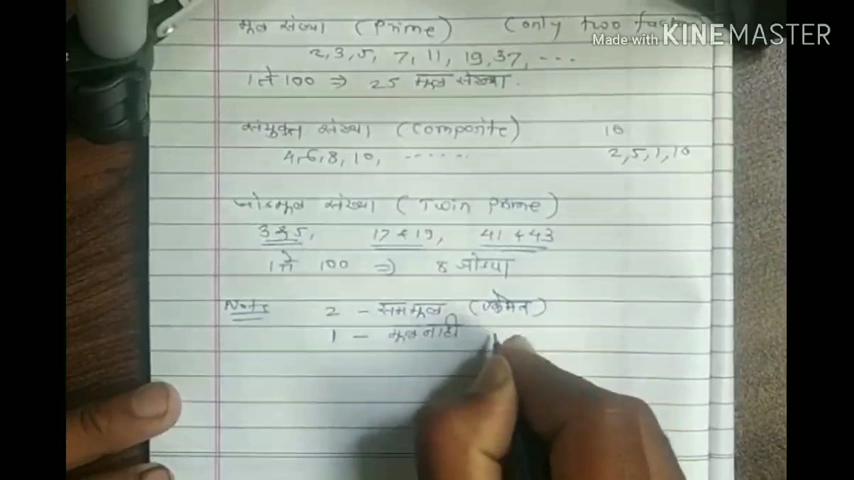 मूळ संख्या (Prime) (only two fact
Made with KINEMASTER
2, 3, 5, 7, 11, 19, 37, ...
1 ते 100 ⇒ 25 मूळ संख्या.
संयुक्त संख्या (Composite) 10
4, 6, 8, 10, ....... 2, 5, 1, 10
जोडमूळ संख्या (Twin Prime)
3 & 5, 17 & 19, 41 & 43
1 ते 100 ⇒ 8 जोड्या
Note 2 - सममूळ (एकमेव)
1 - मूळ नाही